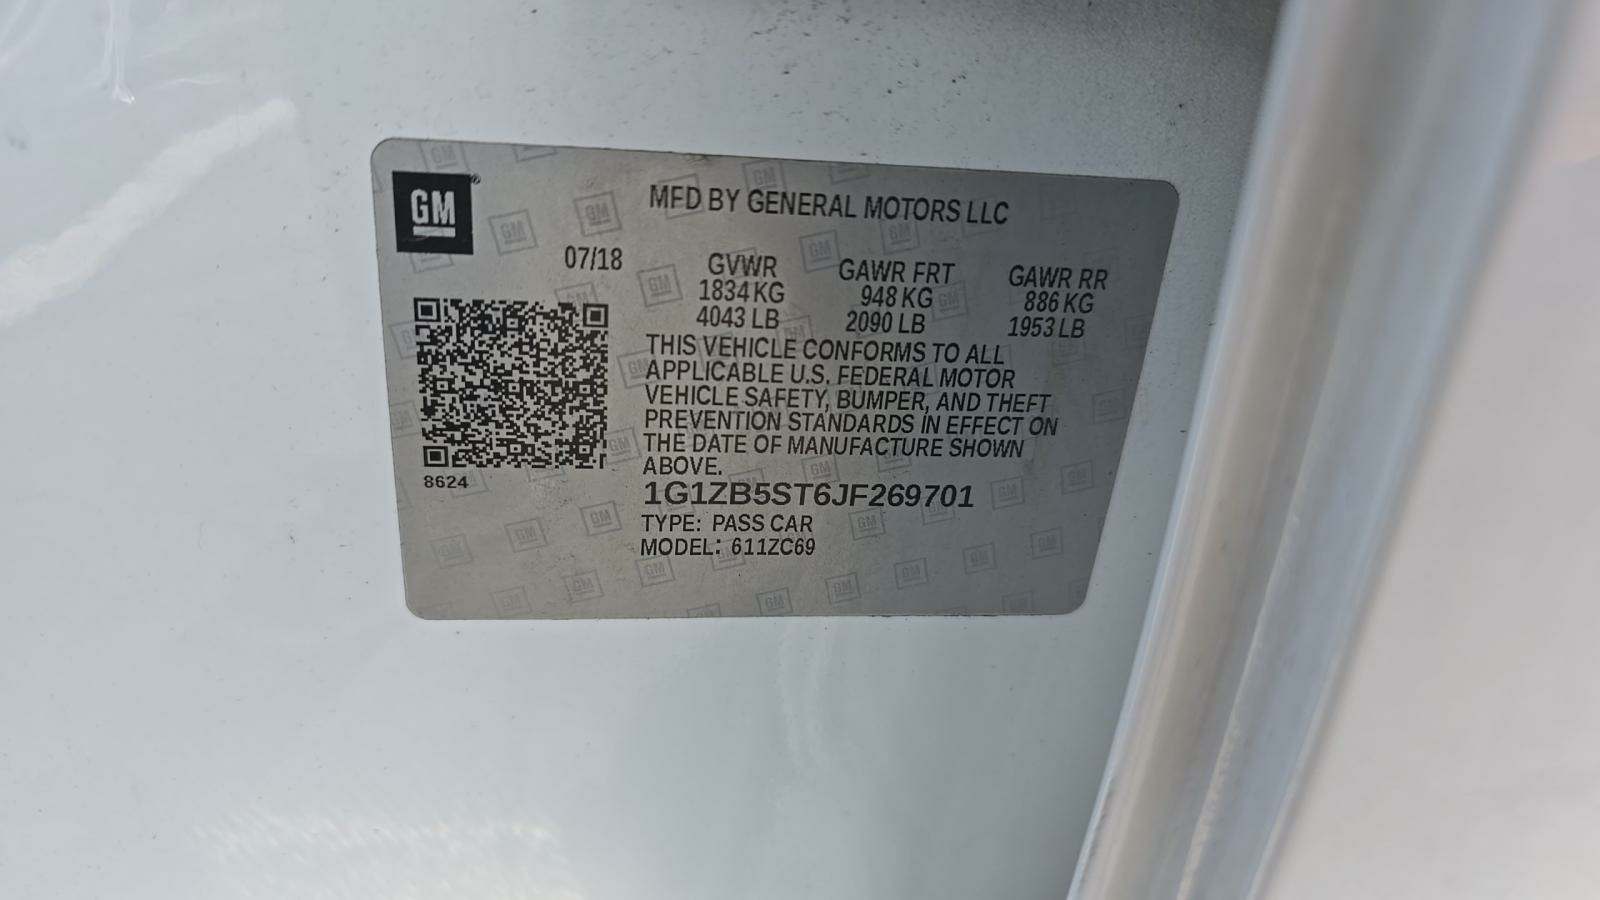 GM
MFD BY GENERAL MOTORS LLC
07/18
GVWR GAWR FRT GAWR RR
1834 KG 948 KG 886 KG
4043 LB 2090 LB 1953 LB
THIS VEHICLE CONFORMS TO ALL
APPLICABLE U.S. FEDERAL MOTOR
VEHICLE SAFETY, BUMPER, AND THEFT
PREVENTION STANDARDS IN EFFECT ON
THE DATE OF MANUFACTURE SHOWN
ABOVE.
8624
1G1ZB5ST6JF269701
TYPE: PASS CAR
MODEL: 611ZC69